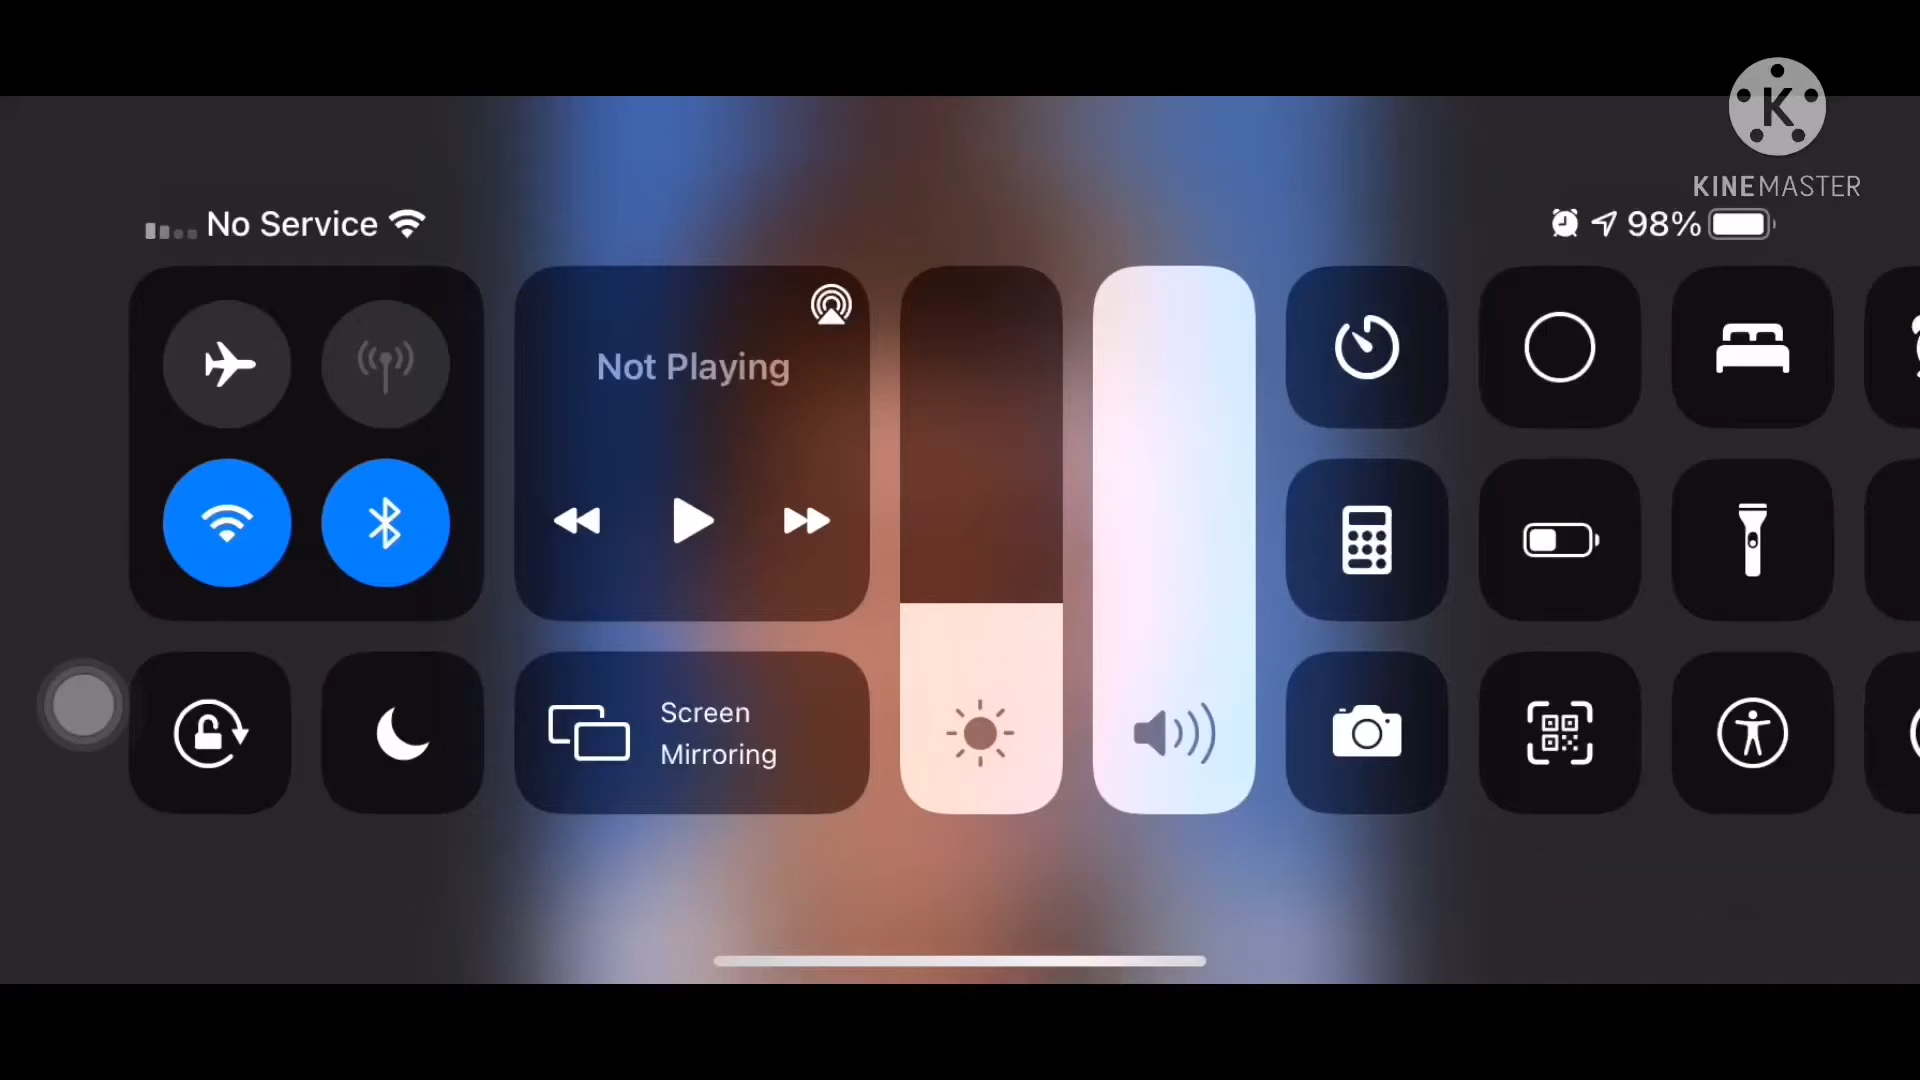 K
KINEMASTER
No Service
98%
Not Playing
Screen
Mirroring